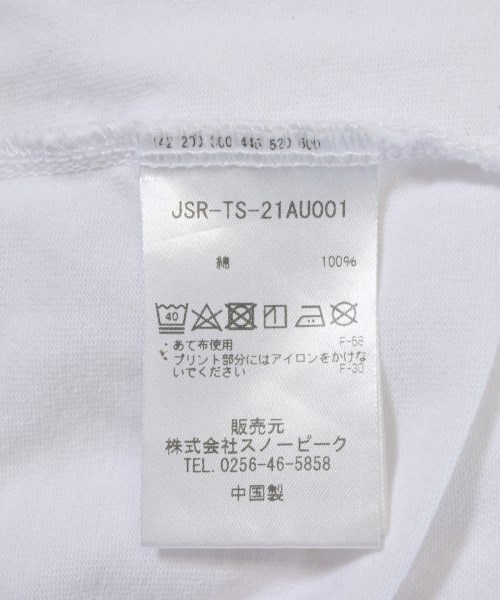 JSR-TS-21AU001
綿 100%
40
・あて布使用 F-68
・プリント部分にはアイロンをかけな
いでください F-30
販売元
株式会社スノーピーク
TEL. 0256-46-5858
中国製